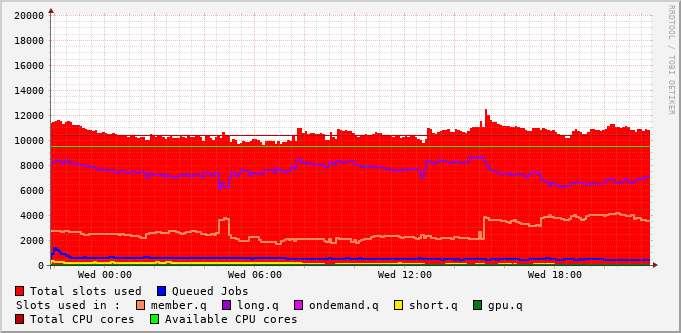 20000
18000
16000
14000
12000
10000
8000
6000
4000
2000
0
Wed 00:00 Wed 06:00 Wed 12:00 Wed 18:00
RRDTOOL / TOBI OETIKER
Total slots used Queued Jobs
Slots used in : member.q long.q ondemand.q short.q gpu.q
Total CPU cores Available CPU cores